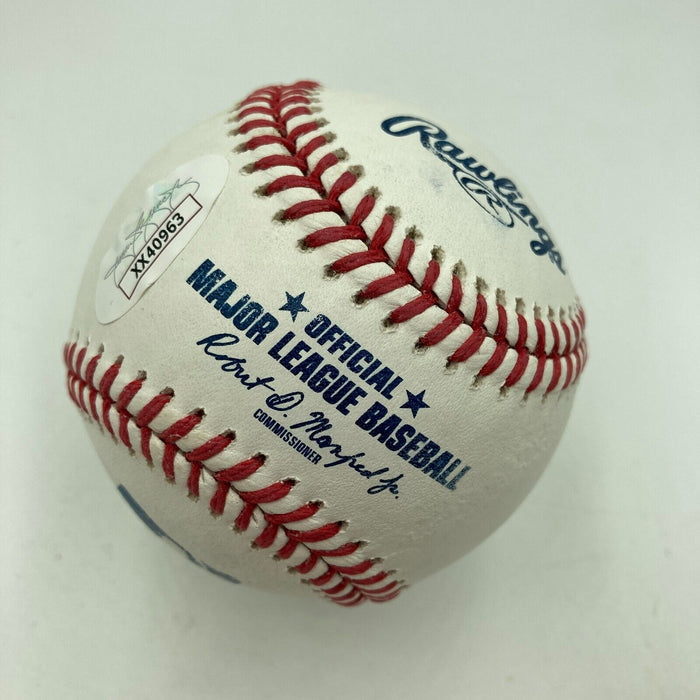 Rawlings
R
XX40963
OFFICIAL
MAJOR LEAGUE BASEBALL
Robert D. Manfred Jr.
COMMISSIONER